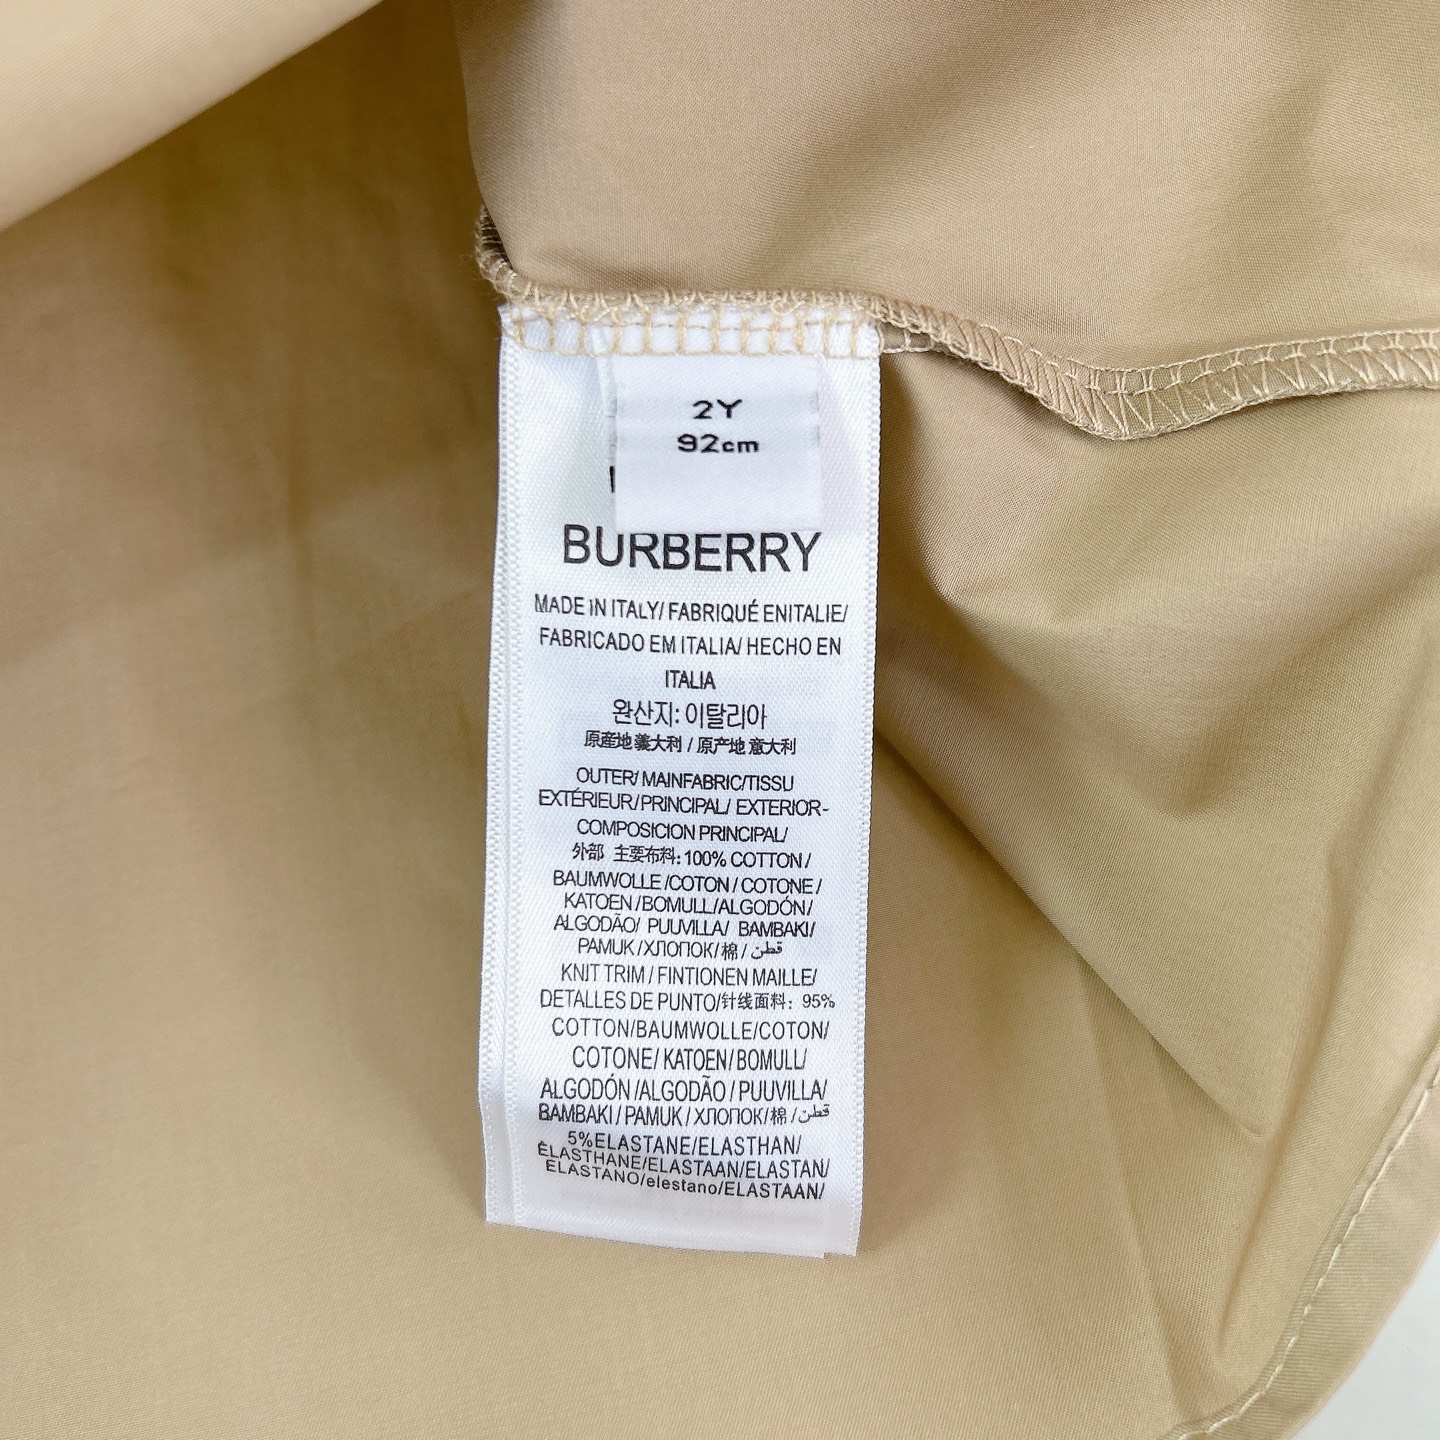 2Y
92cm
BURBERRY
MADE IN ITALY/ FABRIQUÉ ENITALIE/
FABRICADO EM ITALIA/ HECHO EN
ITALIA
완산지: 이탈리아
原產地 義大利 / 原产地 意大利
OUTER/ MAINFABRIC/TISSU
EXTÉRIEUR/PRINCIPAL/ EXTERIOR-
COMPOSICION PRINCIPAL/
外部 主要布料: 100% COTTON /
BAUMWOLLE /COTON / COTONE /
KATOEN /BOMULL/ALGODÓN/
ALGODÃO/ PUUVILLA/ BAMBAKI/
PAMUK /ХЛОПОК/ 棉 / قطن
KNIT TRIM / FINTIONEN MAILLE/
DETALLES DE PUNTO/针线面料: 95%
COTTON/BAUMWOLLE/COTON/
COTONE/ KATOEN/BOMULL/
ALGODÓN /ALGODÃO / PUUVILLA/
BAMBAKI / PAMUK / ХЛОПОК/ 棉 / قطن
5%ELASTANE/ELASTHAN/
ÈLASTHANE/ELASTAAN/ELASTAN/
ELASTANO/elestano/ELASTAAN/